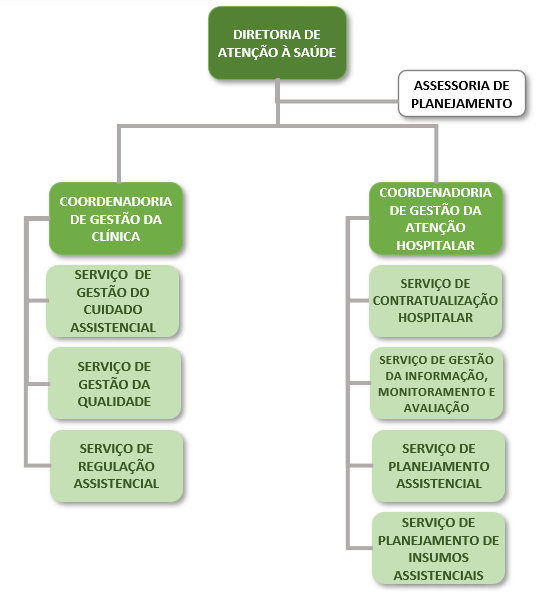 DIRETORIA DE
ATENÇÃO À SAÚDE
ASSESSORIA DE
PLANEJAMENTO
COORDENADORIA
DE GESTÃO DA
CLÍNICA
SERVIÇO DE
GESTÃO DO
CUIDADO
ASSISTENCIAL
SERVIÇO DE
GESTÃO DA
QUALIDADE
SERVIÇO DE
REGULAÇÃO
ASSISTENCIAL
COORDENADORIA
DE GESTÃO DA
ATENÇÃO
HOSPITALAR
SERVIÇO DE
CONTRATUALIZAÇÃO
HOSPITALAR
SERVIÇO DE GESTÃO
DA INFORMAÇÃO,
MONITORAMENTO E
AVALIAÇÃO
SERVIÇO DE
PLANEJAMENTO
ASSISTENCIAL
SERVIÇO DE
PLANEJAMENTO DE
INSUMOS
ASSISTENCIAIS